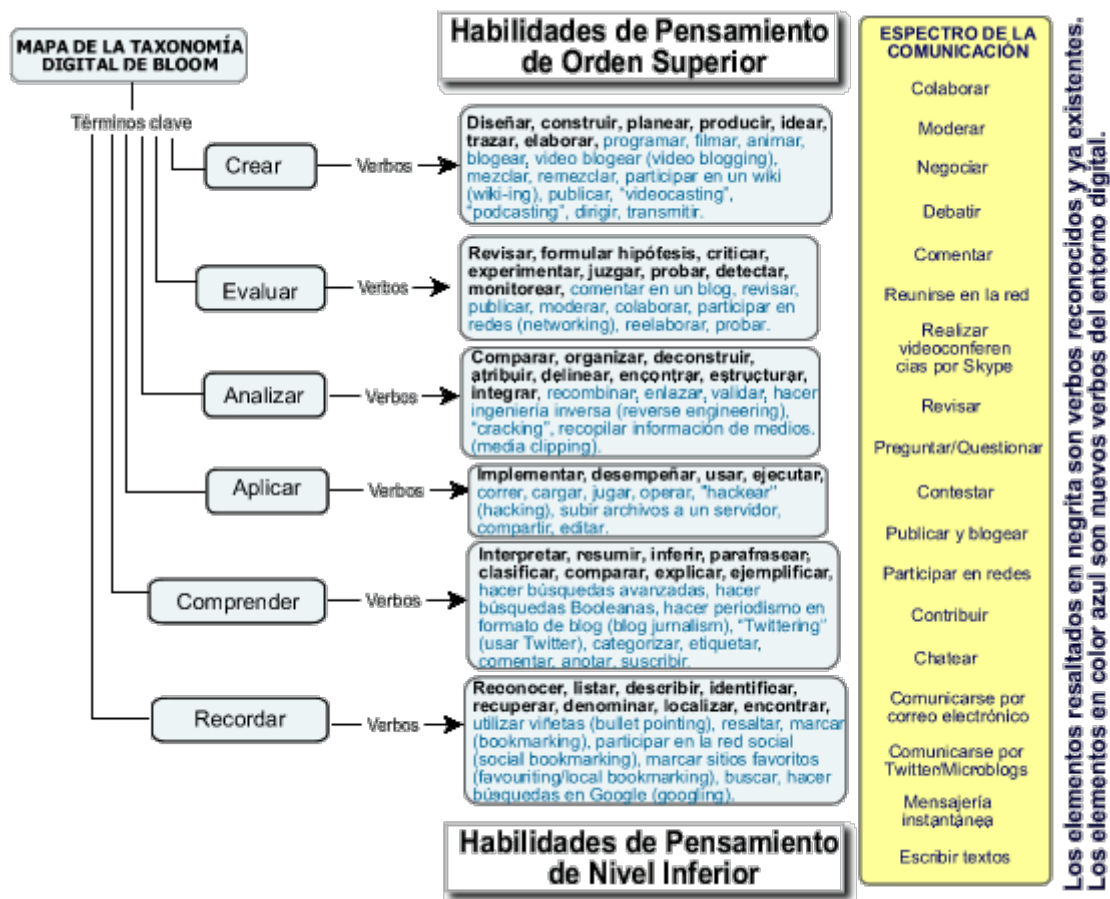 MAPA DE LA TAXONOMÍA
DIGITAL DE BLOOM
Términos clave
Habilidades de Pensamiento
de Orden Superior
Crear
Verbos
Diseñar, construir, planear, producir, idear,
trazar, elaborar, programar, filmar, animar,
blogear, video blogear (video blogging),
mezclar, remezclar, participar en un wiki
(wiki-ing), publicar, "videocasting",
"podcasting", dirigir, transmitir.
Evaluar
Verbos
Revisar, formular hipófesis, criticar,
experimentar, juzgar, probar, detectar,
monitorear, comentar en un blog, revisar,
publicar, moderar, colaborar, participar en
redes (networking), reelaborar, probar.
Analizar
Verbos
Comparar, organizar, deconstruir,
atribuir, delinear, encontrar, estructurar,
integrar, recombinar, enlazar, validar, hacer
ingeniería inversa (reverse engineering),
"cracking", recopilar información de medios.
(media clipping).
Aplicar
Verbos
Implementar, desempeñar, usar, ejecutar,
correr, cargar, jugar, operar, "hackear"
(hacking), subir archivos a un servidor,
compartir, editar.
Comprender
Verbos
Interpretar, resumir, inferir, parafrasear,
clasificar, comparar, explicar, ejemplificar,
hacer búsquedas avanzadas, hacer
búsquedas Booleanas, hacer periodismo en
formato de blog (blog jurnalism), "Twittering"
(usar Twitter), categorizar, etiquetar,
comentar, anotar, suscribir.
Recordar
Verbos
Reconocer, listar, describir, identificar,
recuperar, denominar, localizar, encontrar,
utilizar viñetas (bullet pointing), resaltar, marcar
(bookmarking), participar en la red social
(social bookmarking), marcar sitios favoritos
(favouriting/local bookmarking), buscar, hacer
búsquedas en Google (googling).
Habilidades de Pensamiento
de Nivel Inferior
ESPECTRO DE LA
COMUNICACIÓN
Colaborar
Moderar
Negociar
Debatir
Comentar
Reunirse en la red
Realizar
videoconferen
cias por Skype
Revisar
Preguntar/Questionar
Contestar
Publicar y blogear
Participar en redes
Contribuir
Chatear
Comunicarse por
correo electrónico
Comunicarse por
Twitter/Microblogs
Mensajería
instantánea
Escribir textos
Los elementos resaltados en negrita son verbos reconocidos y ya existentes.
Los elementos en color azul son nuevos verbos del entorno digital.